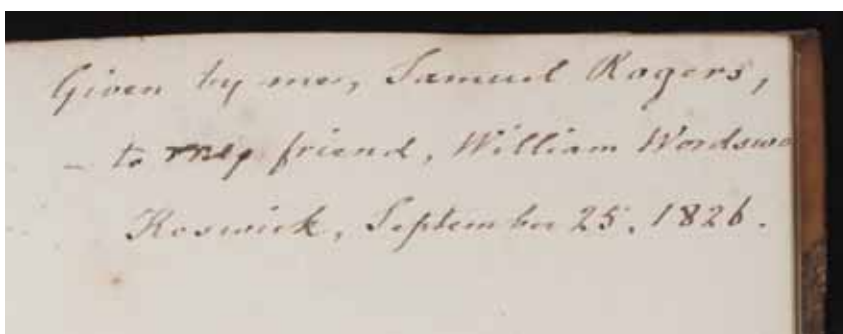 Given by me, Samuel Rogers,
– to my friend, William Wordswo
Keswick, September 25, 1826.